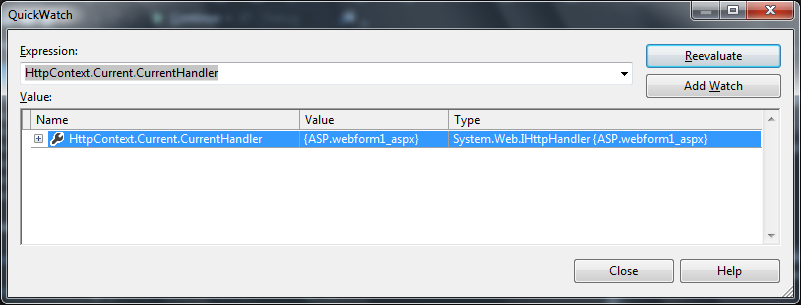 QuickWatch
Expression:
HttpContext.Current.CurrentHandler
Reevaluate
Add Watch
Value:
Name Value Type
HttpContext.Current.CurrentHandler {ASP.webform1_aspx} System.Web.IHttpHandler {ASP.webform1_aspx}
Close Help